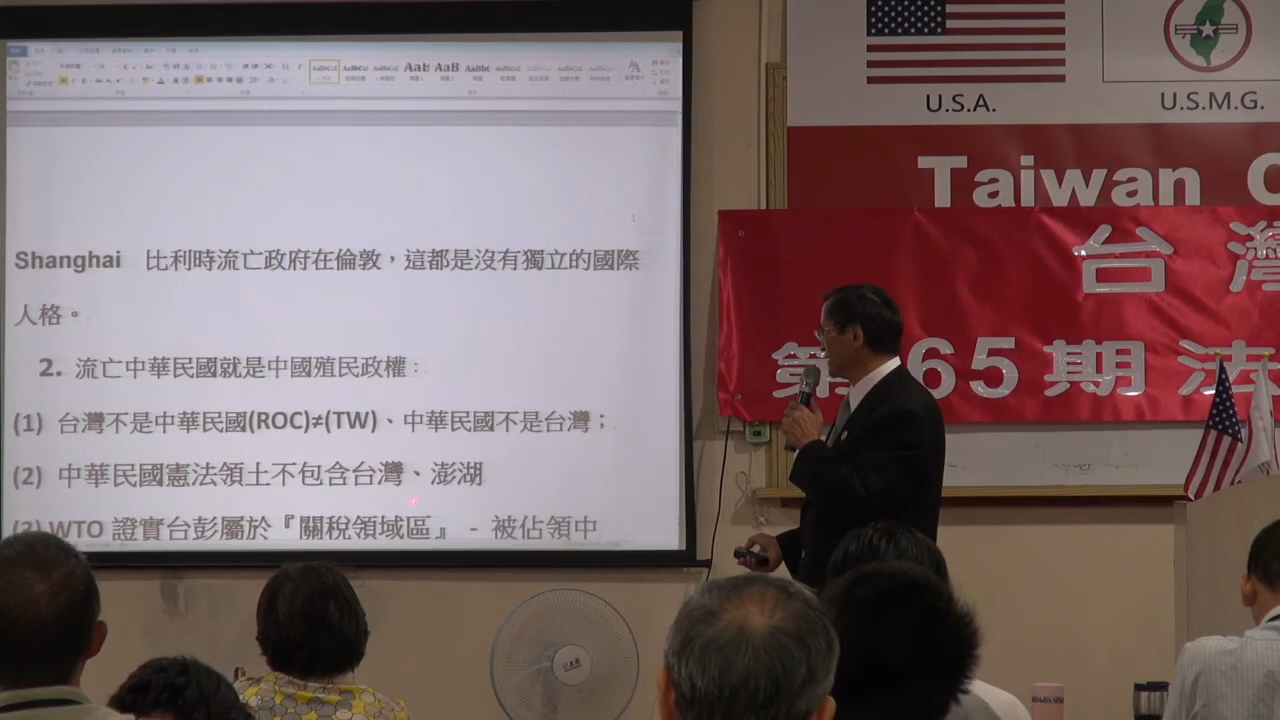 Shanghai 比利時流亡政府在倫敦，這都是沒有獨立的國際
人格。
2. 流亡中華民國就是中國殖民政權：
(1) 台灣不是中華民國(ROC)≠(TW)、中華民國不是台灣；
(2) 中華民國憲法領土不包含台灣、澎湖
(3) WTO 證實台彭屬於『關稅領域區』 - 被佔領中
U.S.A.
U.S.M.G.
Taiwan C
台灣
第 65期法